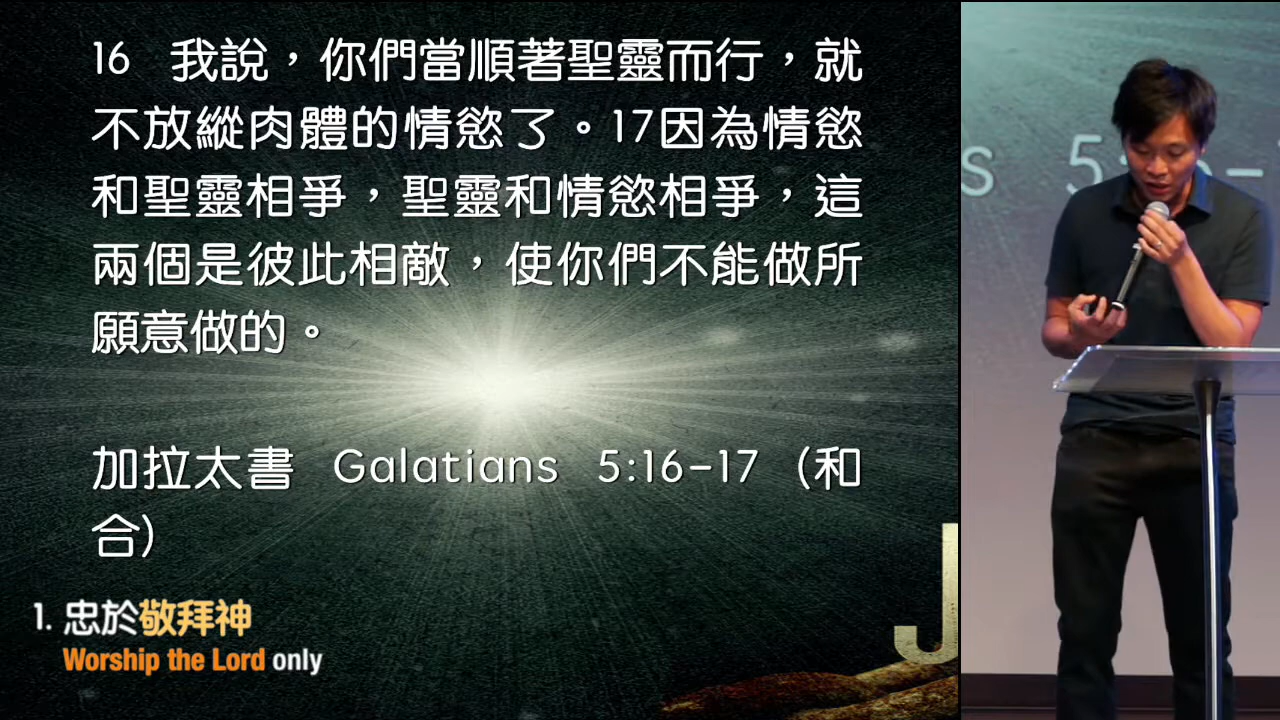 16 我說，你們當順著聖靈而行，就
不放縱肉體的情慾了。17因為情慾
和聖靈相爭，聖靈和情慾相爭，這
兩個是彼此相敵，使你們不能做所
願意做的。
加拉太書 Galatians 5:16-17 (和
合)
1. 忠於敬拜神
Worship the Lord only
J
s 5:16-1